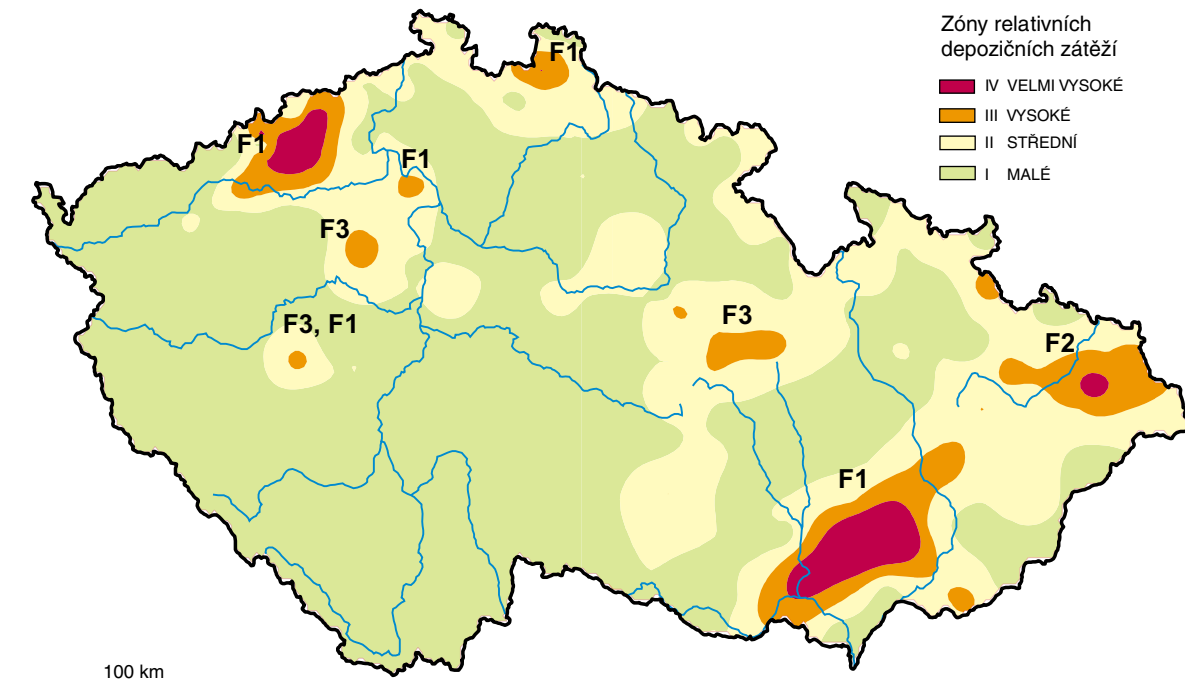 Zóny relativních
depozičních zátěží
IV VELMI VYSOKÉ
III VYSOKÉ
II STŘEDNÍ
I MALÉ
F1
F1
F1
F3
F3, F1
F3
F2
F1
100 km